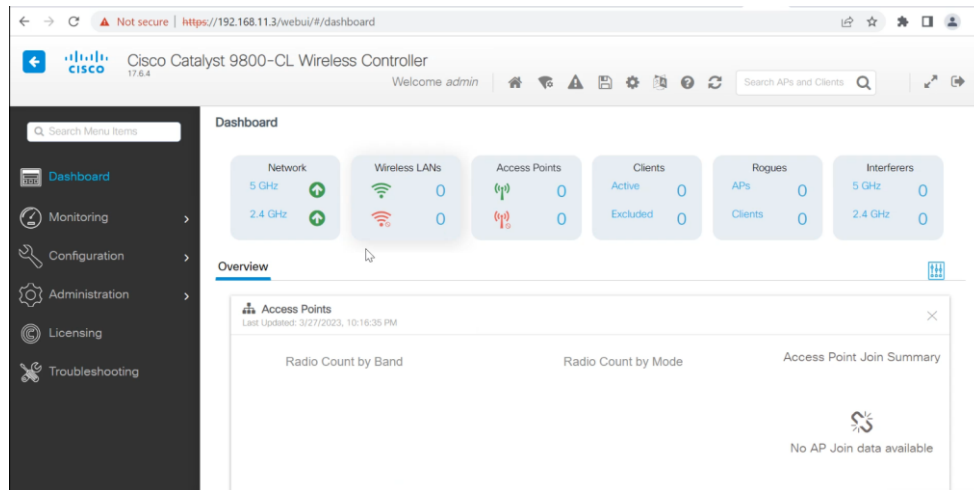 Not secure | https://192.168.11.3/webui/#/dashboard
CISCO
Cisco Catalyst 9800-CL Wireless Controller
17.6.4
Welcome admin
Search APs and Clients
Search Menu Items
Dashboard
Monitoring
Configuration
Administration
Licensing
Troubleshooting
Dashboard
Network
5 GHz
2.4 GHz
Wireless LANs
0
0
Access Points
0
0
Clients
Active 0
Excluded 0
Rogues
APs 0
Clients 0
Interferers
5 GHz 0
2.4 GHz 0
Overview
Access Points
Last Updated: 3/27/2023, 10:16:35 PM
Radio Count by Band
Radio Count by Mode
Access Point Join Summary
No AP Join data available